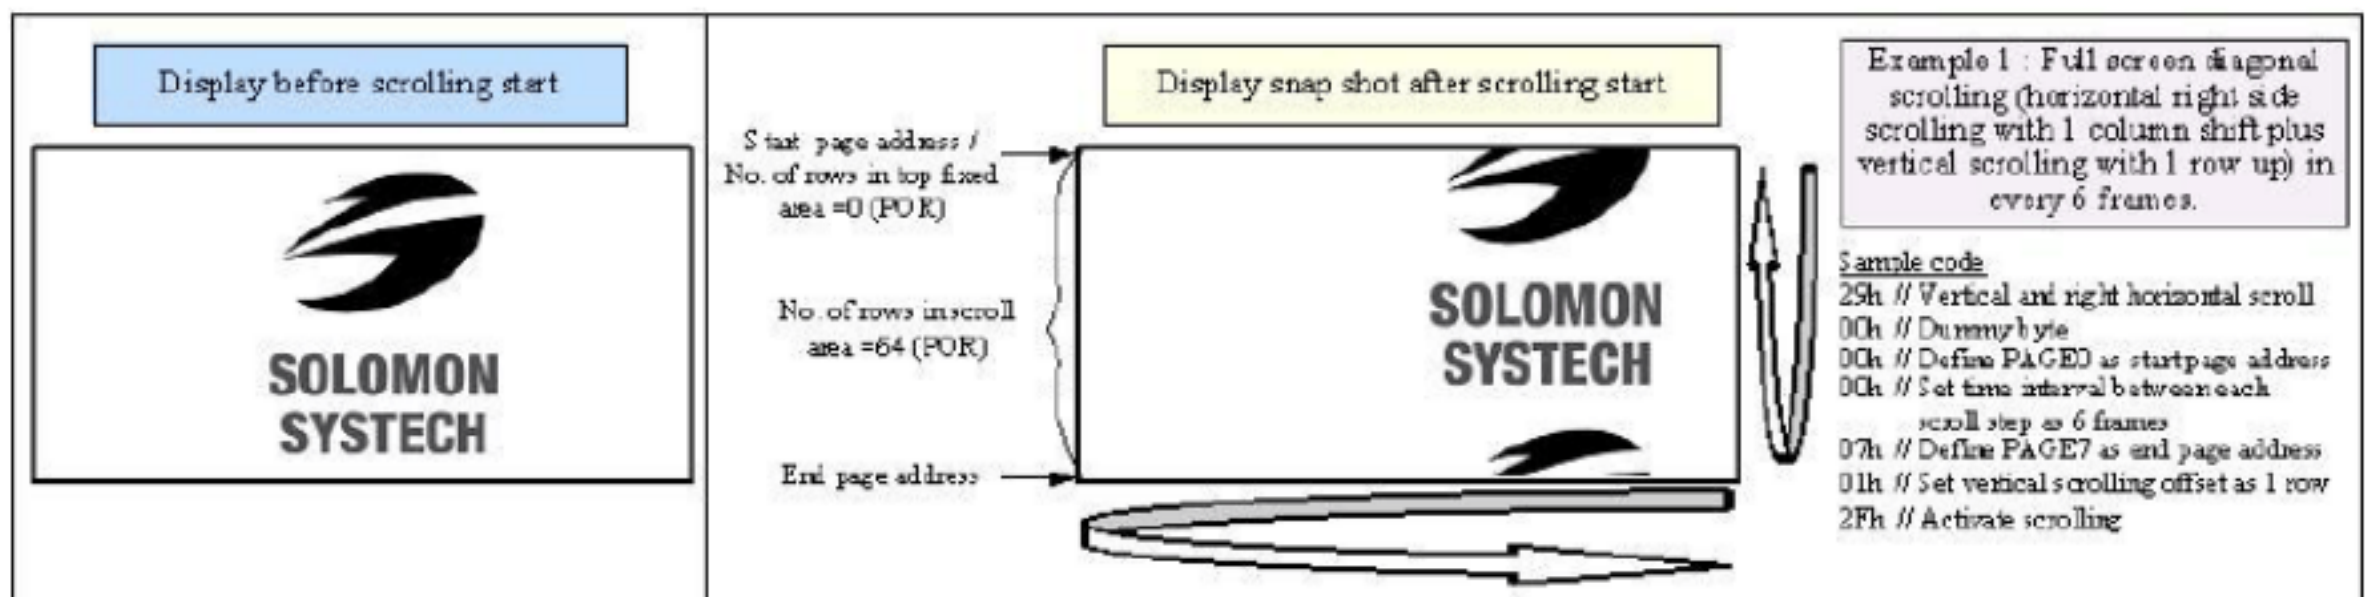 Display before scrolling start
SOLOMON
SYSTECH
Display snap shot after scrolling start
Start page address /
No. of rows in top fixed
area =0 (POR)
No. of rows in scroll
area =64 (POR)
End page address
SOLOMON
SYSTECH
Example 1 : Full screen diagonal
scrolling (horizontal right side
scrolling with 1 column shift plus
vertical scrolling with 1 row up) in
every 6 frames.
Sample code
29h // Vertical and right horizontal scroll
00h // Dummy byte
00h // Define PAGE0 as start page address
00h // Set time interval between each
scroll step as 6 frames
07h // Define PAGE7 as end page address
01h // Set vertical scrolling offset as 1 row
2Fh // Activate scrolling